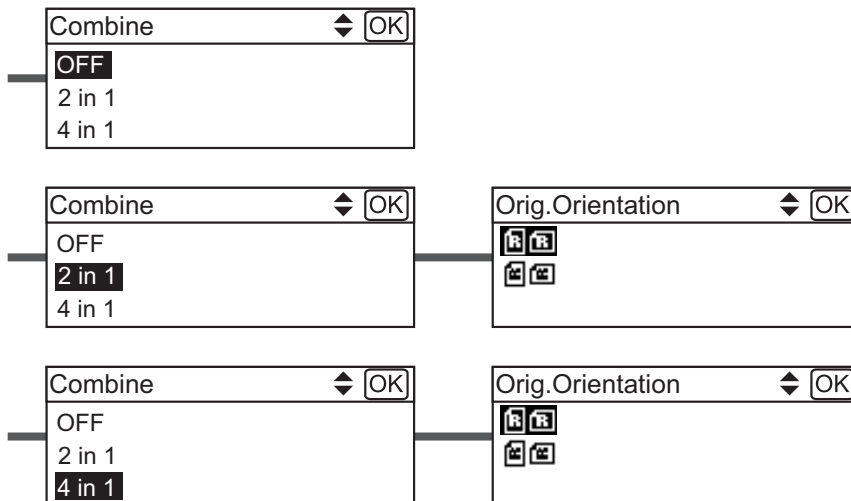 Combine OK
OFF
2 in 1
4 in 1
Combine OK
OFF
2 in 1
4 in 1
Orig.Orientation OK
R R
R R
Combine OK
OFF
2 in 1
4 in 1
Orig.Orientation OK
R R
R R